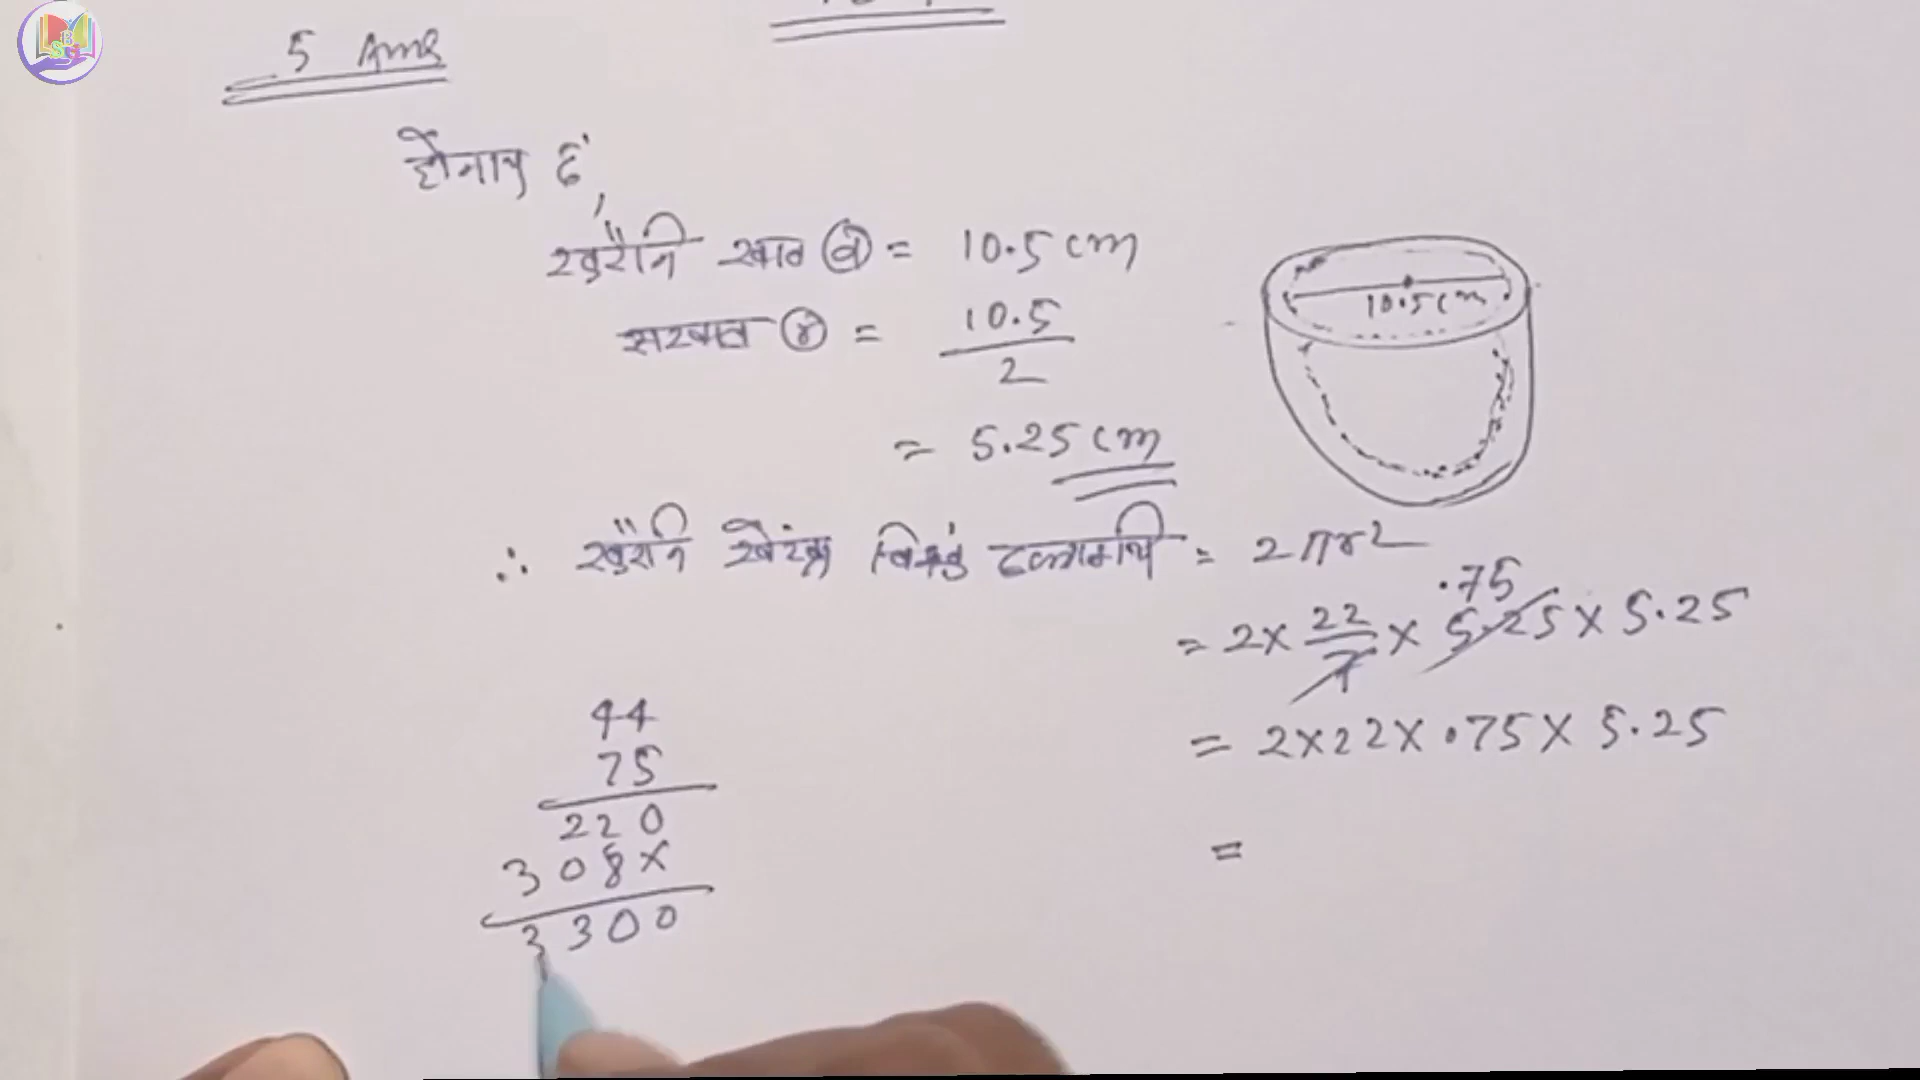 5 Ans
होनाय दं,
खुरैनि खाव (d) = 10.5 cm
सखाव (r) = 10.5 / 2
10.5 cm
= 5.25 cm
∴ खुरैनि = 2πr²
.75
= 2 × 22/7 × 5.25 × 5.25
= 2×22× .75 × 5.25
=
44
75
220
308×
3300